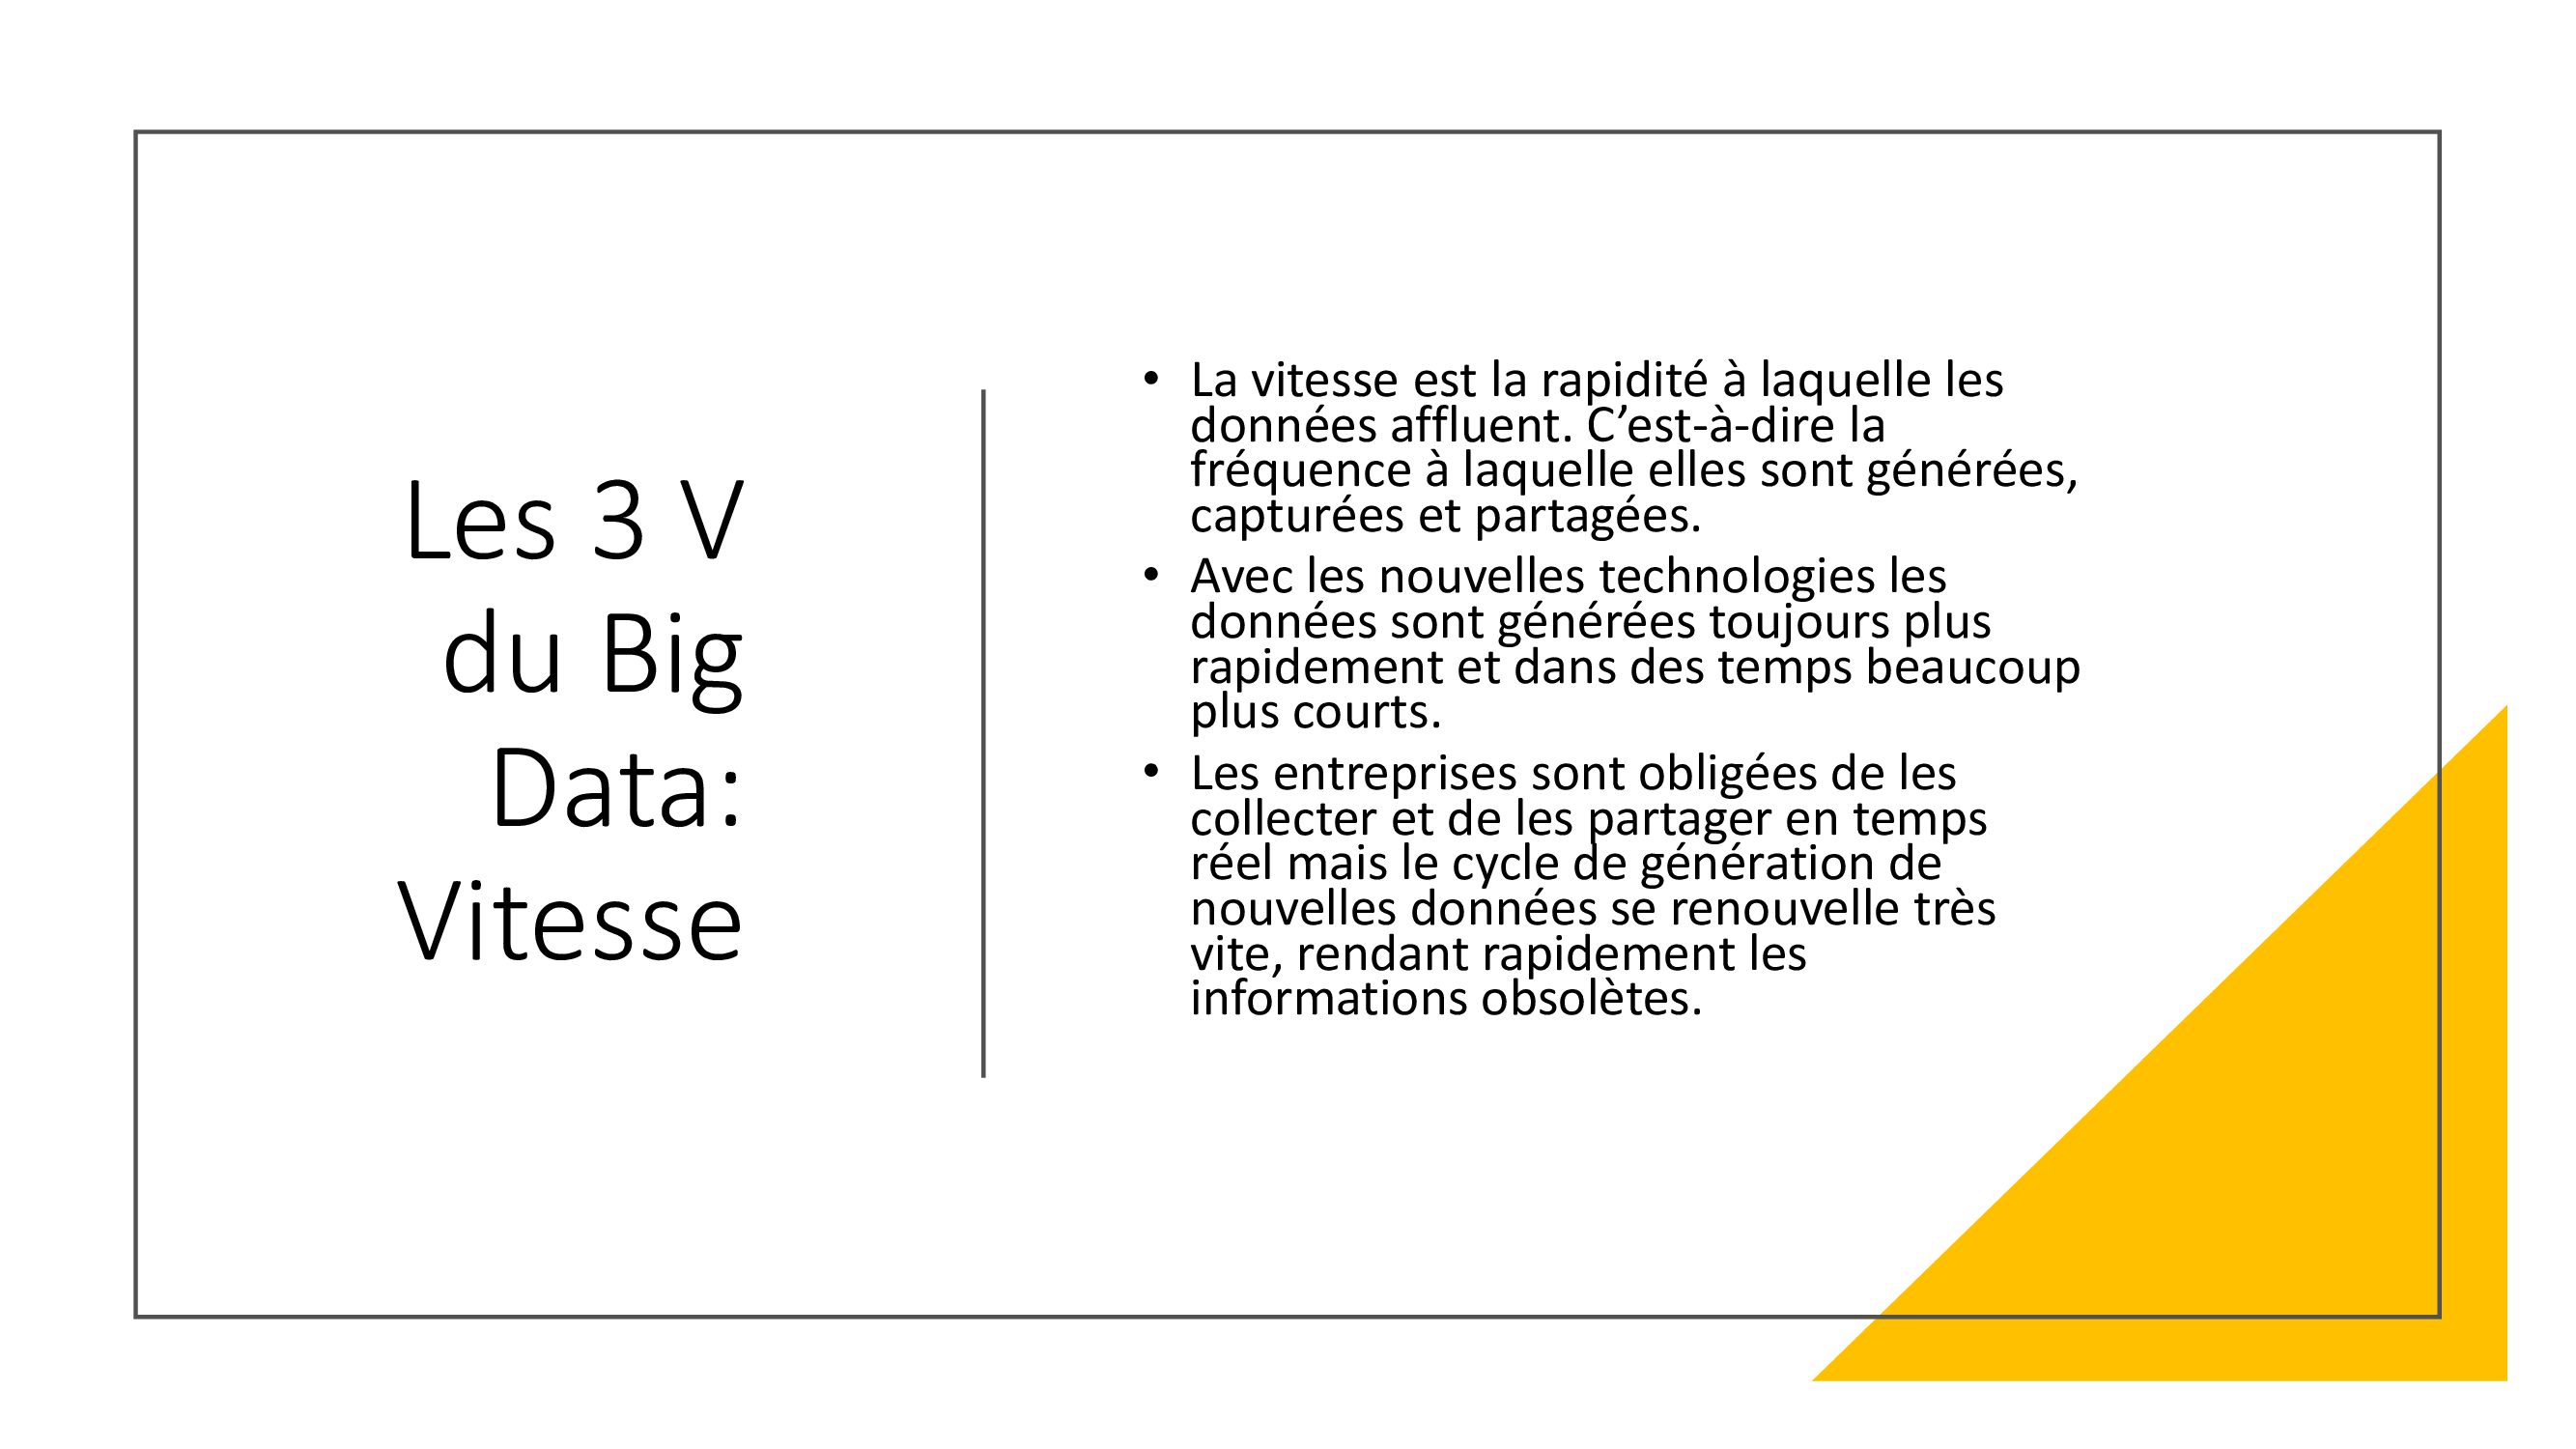 Les 3 V
du Big
Data:
Vitesse
• La vitesse est la rapidité à laquelle les
données affluent. C’est-à-dire la
fréquence à laquelle elles sont générées,
capturées et partagées.
• Avec les nouvelles technologies les
données sont générées toujours plus
rapidement et dans des temps beaucoup
plus courts.
• Les entreprises sont obligées de les
collecter et de les partager en temps
réel mais le cycle de génération de
nouvelles données se renouvelle très
vite, rendant rapidement les
informations obsolètes.